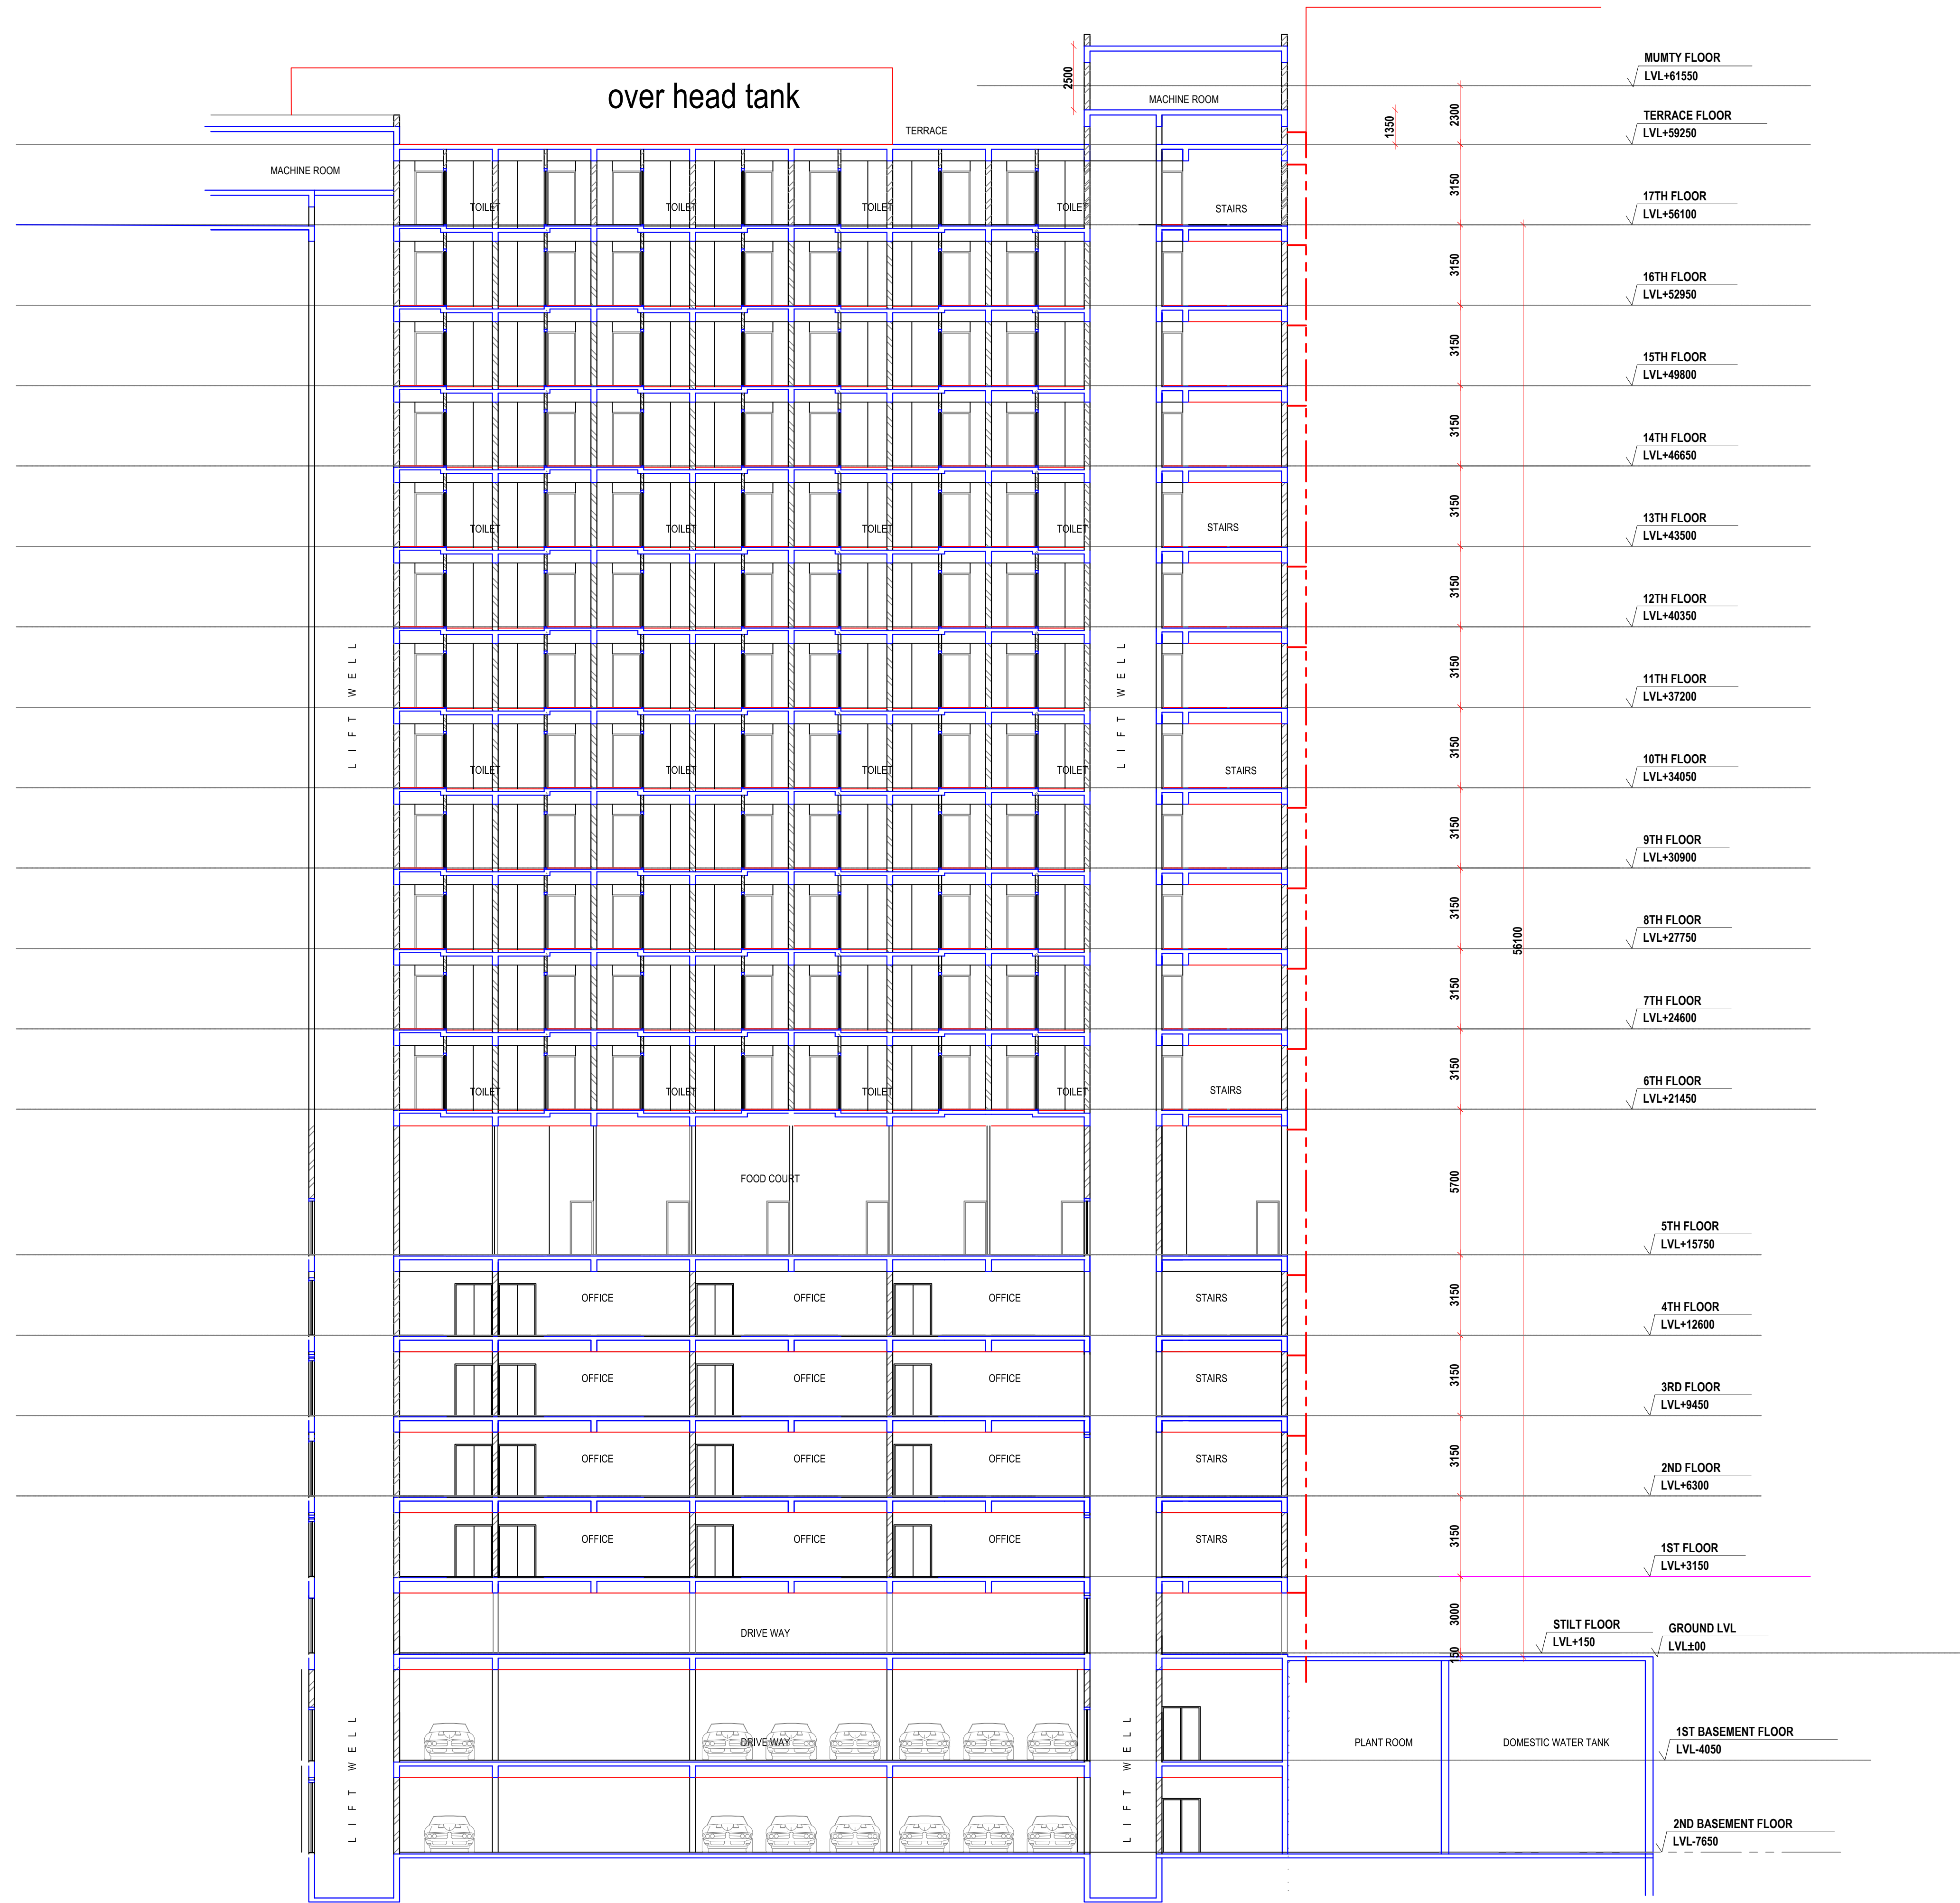 MUMTY FLOOR
LVL+61550
2500
over head tank
MACHINE ROOM
2300
TERRACE FLOOR
LVL+59250
1350
TERRACE
MACHINE ROOM
3150
17TH FLOOR
LVL+56100
TOILET
TOILET
TOILET
TOILET
STAIRS
3150
16TH FLOOR
LVL+52950
3150
15TH FLOOR
LVL+49800
3150
14TH FLOOR
LVL+46650
3150
13TH FLOOR
LVL+43500
TOILET
TOILET
TOILET
TOILET
STAIRS
3150
12TH FLOOR
LVL+40350
LIFT WELL
LIFT WELL
3150
11TH FLOOR
LVL+37200
3150
10TH FLOOR
LVL+34050
TOILET
TOILET
TOILET
TOILET
STAIRS
3150
9TH FLOOR
LVL+30900
3150
8TH FLOOR
LVL+27750
56100
3150
7TH FLOOR
LVL+24600
3150
6TH FLOOR
LVL+21450
TOILET
TOILET
TOILET
TOILET
STAIRS
FOOD COURT
5700
5TH FLOOR
LVL+15750
OFFICE
OFFICE
OFFICE
STAIRS
3150
4TH FLOOR
LVL+12600
OFFICE
OFFICE
OFFICE
STAIRS
3150
3RD FLOOR
LVL+9450
OFFICE
OFFICE
OFFICE
STAIRS
3150
2ND FLOOR
LVL+6300
OFFICE
OFFICE
OFFICE
STAIRS
3150
1ST FLOOR
LVL+3150
3000
DRIVE WAY
STILT FLOOR
LVL+150
GROUND LVL
LVL±00
150
LIFT WELL
DRIVE WAY
LIFT WELL
PLANT ROOM
DOMESTIC WATER TANK
1ST BASEMENT FLOOR
LVL-4050
2ND BASEMENT FLOOR
LVL-7650